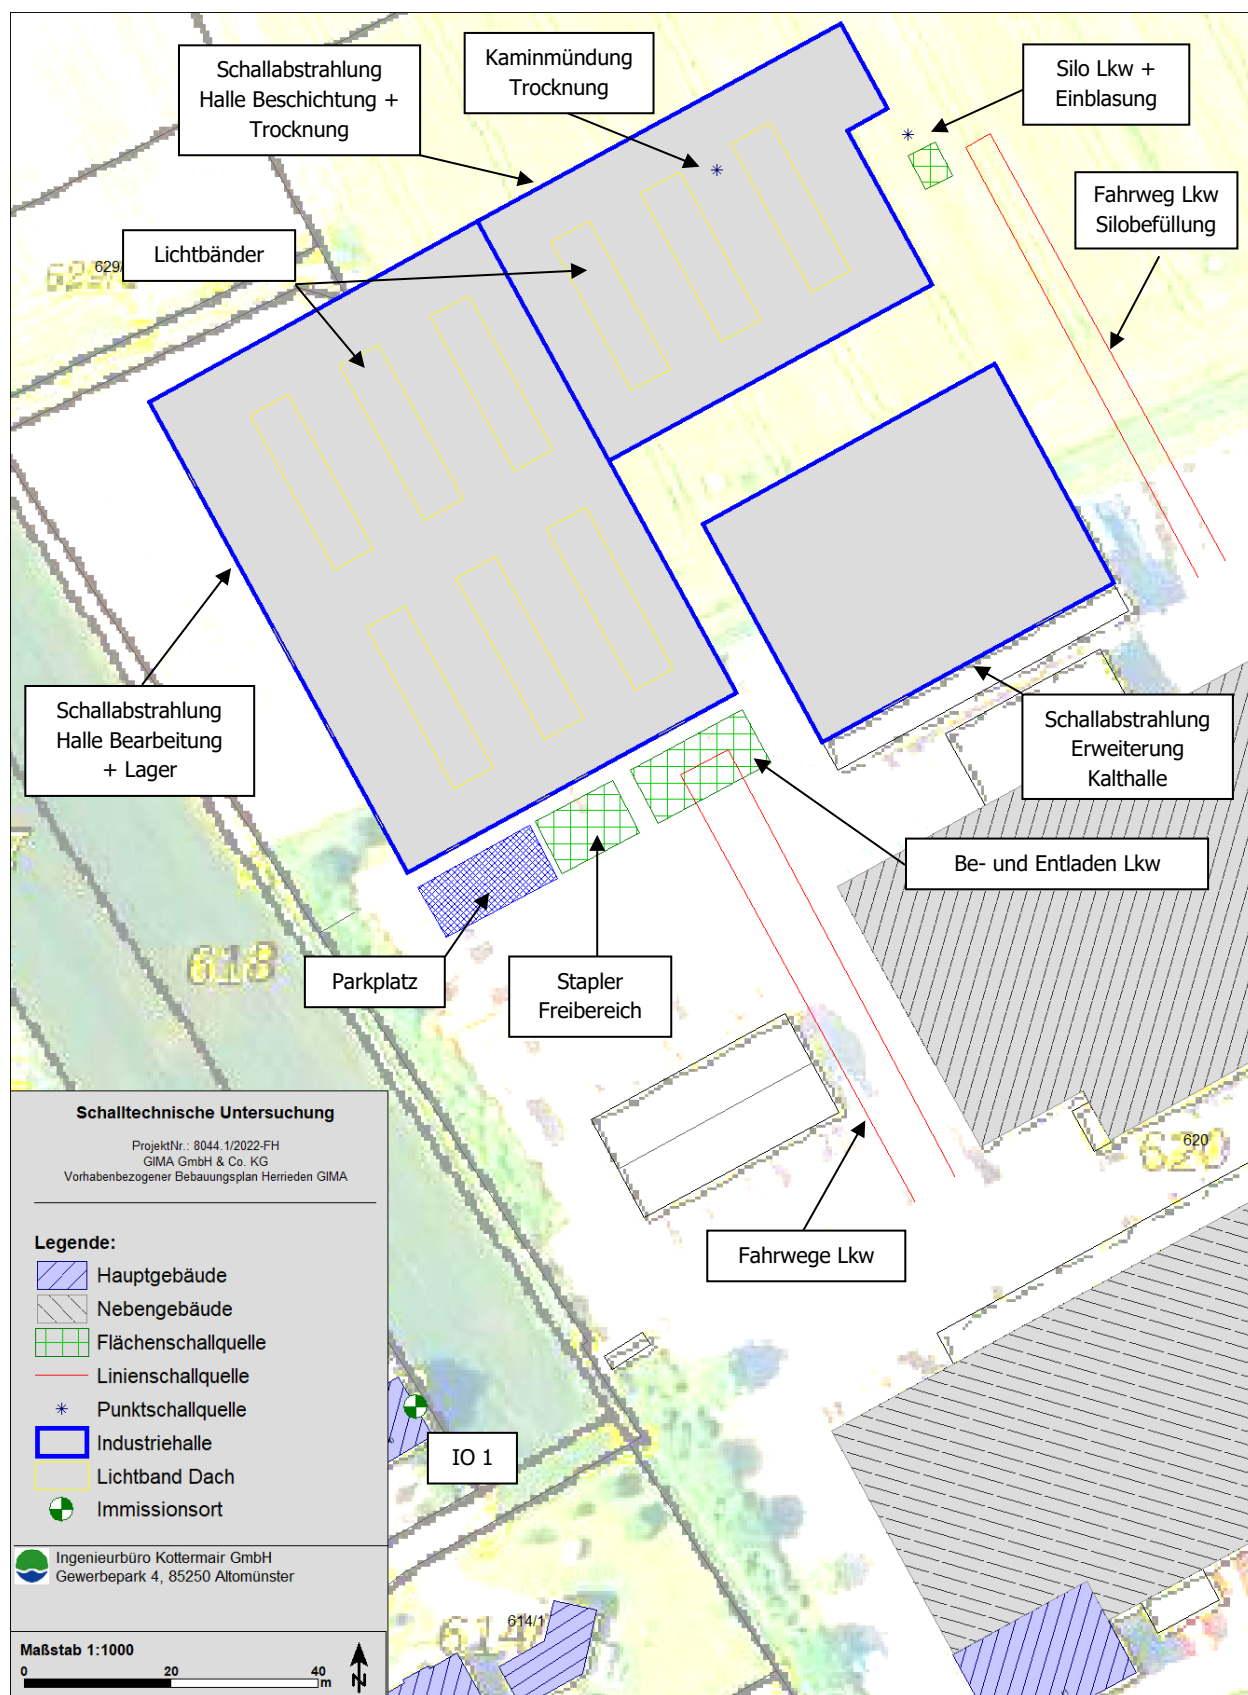 Schallabstrahlung
Halle Beschichtung +
Trocknung
Kaminmündung
Trocknung
Silo Lkw +
Einblasung
Fahrweg Lkw
Silobefüllung
Lichtbänder
629/
Schallabstrahlung
Halle Bearbeitung
+ Lager
Schallabstrahlung
Erweiterung
Kalthalle
Be- und Entladen Lkw
618
Parkplatz
Stapler
Freibereich
620
620
Fahrwege Lkw
Schalltechnische Untersuchung
ProjektNr.: 8044.1/2022-FH
GIMA GmbH & Co. KG
Vorhabenbezogener Bebauungsplan Herrieden GIMA
Legende:
Hauptgebäude
Nebengebäude
Flächenschallquelle
Linienschallquelle
Punktschallquelle
Industriehalle
Lichtband Dach
Immissionsort
IO 1
Ingenieurbüro Kottermair GmbH
Gewerbepark 4, 85250 Altomünster
614/1
Maßstab 1:1000
0 20 40
m
N